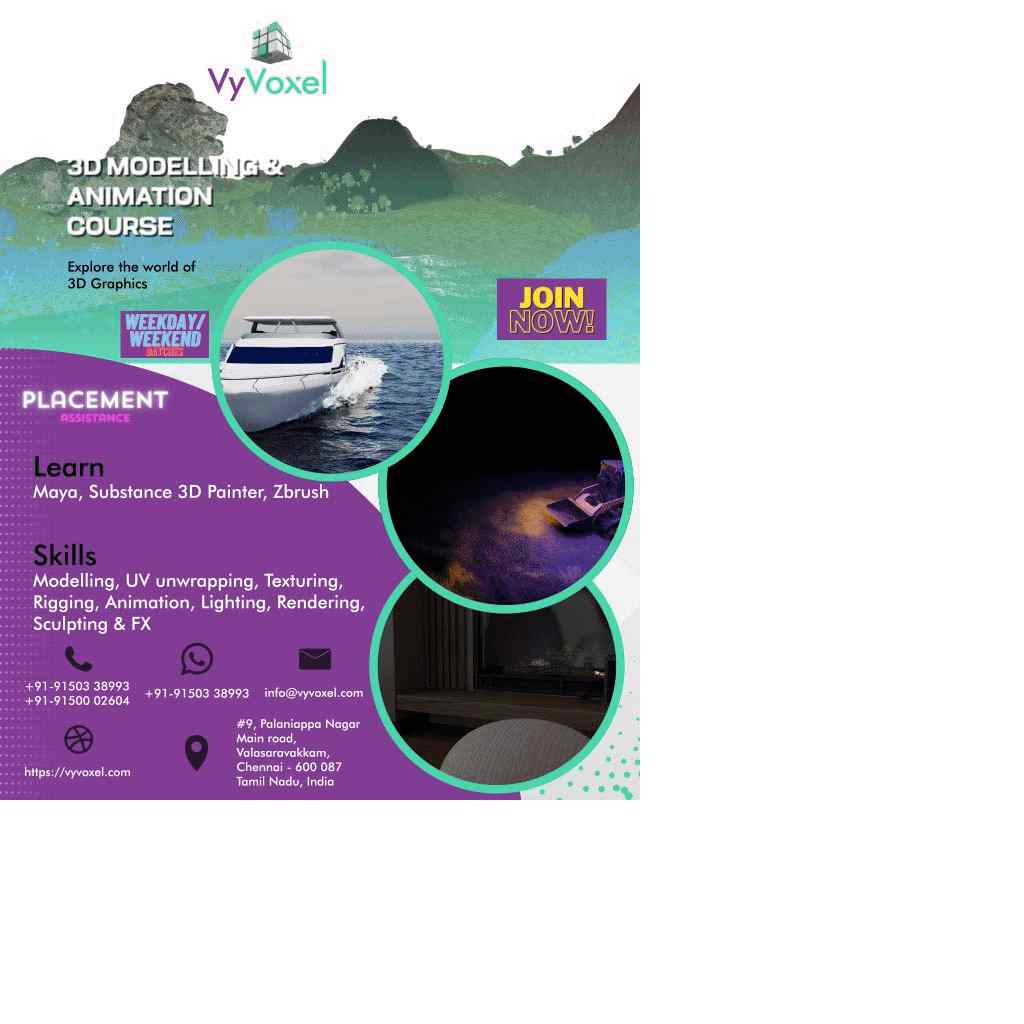 VyVoxel
3D MODELLING &
ANIMATION
COURSE
Explore the world of
3D Graphics
JOIN
NOW!
WEEKDAY/
WEEKEND
BATCHES
PLACEMENT
ASSISTANCE
Learn
Maya, Substance 3D Painter, Zbrush
Skills
Modelling, UV unwrapping, Texturing,
Rigging, Animation, Lighting, Rendering,
Sculpting & FX
+91-91503 38993
+91-91500 02604
+91-91503 38993
info@vyvoxel.com
https://vyvoxel.com
#9, Palaniappa Nagar
Main road,
Valasaravakkam,
Chennai - 600 087
Tamil Nadu, India